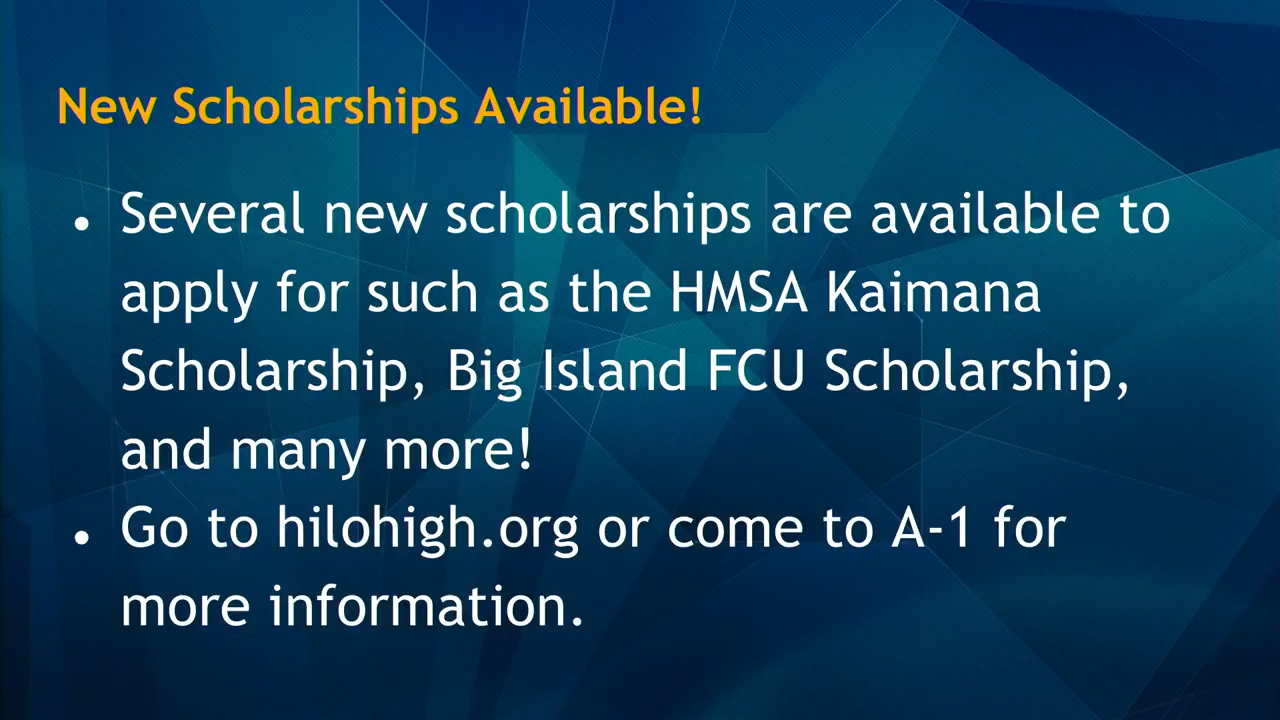 New Scholarships Available!
• Several new scholarships are available to
apply for such as the HMSA Kaimana
Scholarship, Big Island FCU Scholarship,
and many more!
• Go to hilohigh.org or come to A-1 for
more information.